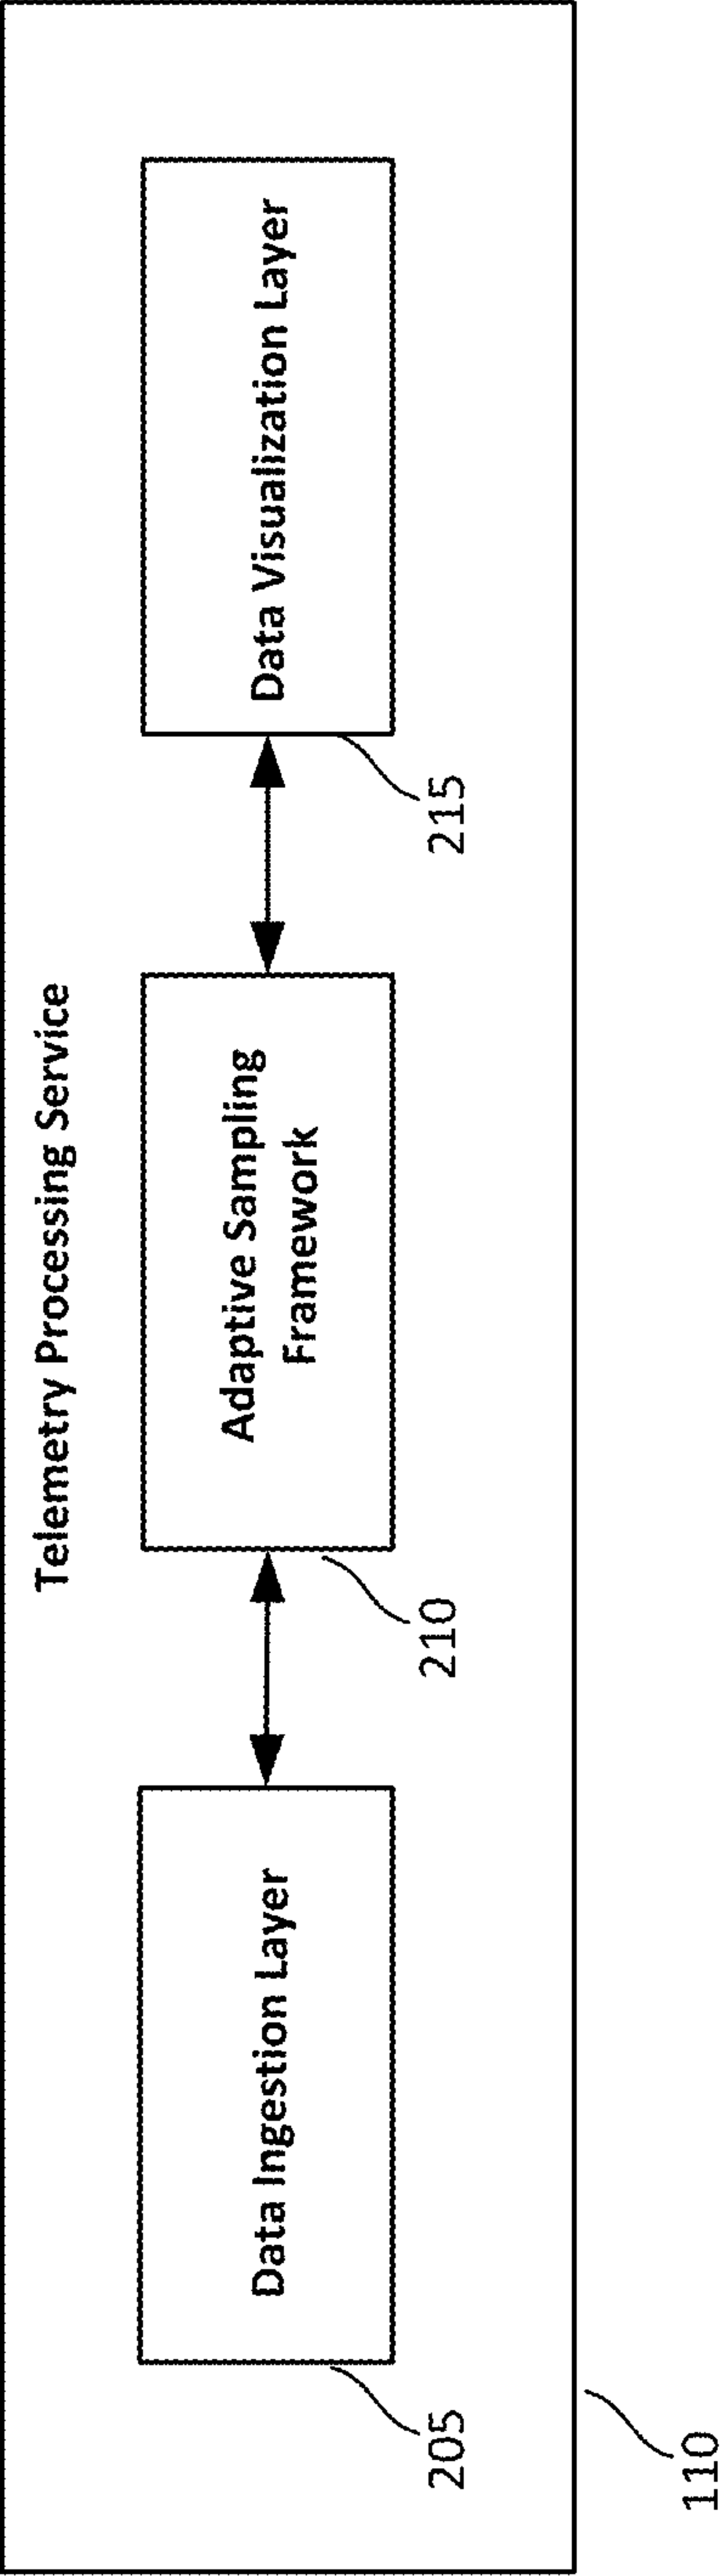 Telemetry Processing Service
Data Ingestion Layer
Adaptive Sampling
Framework
Data Visualization Layer
205
210
215
110